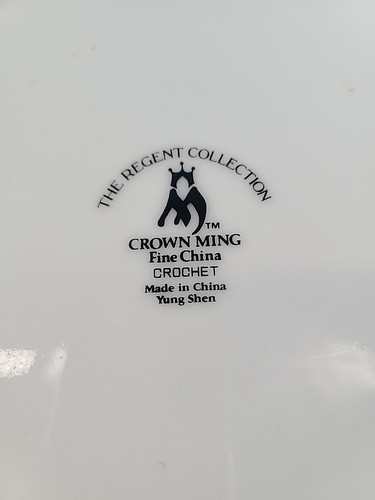 THE REGENT COLLECTION
TM
CROWN MING
Fine China
CROCHET
Made in China
Yung Shen